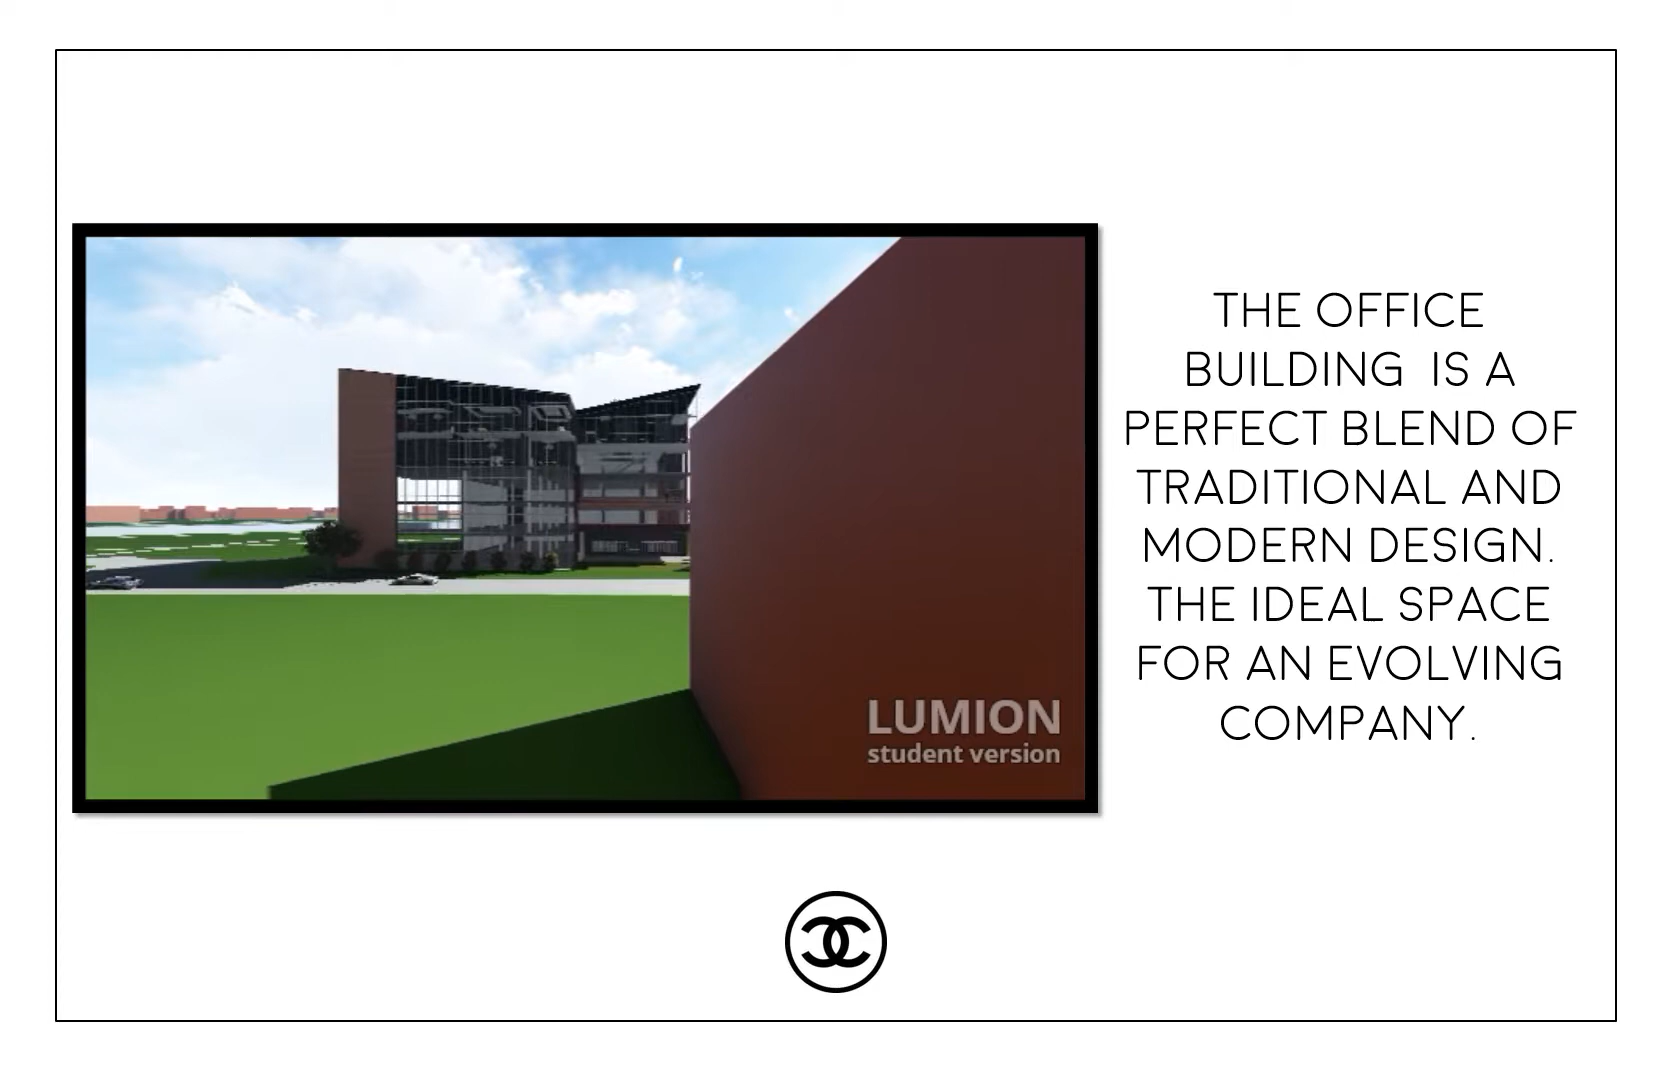 THE OFFICE
BUILDING  IS A
PERFECT BLEND OF
TRADITIONAL AND
MODERN DESIGN.
THE IDEAL SPACE
FOR AN EVOLVING
COMPANY.
LUMION
student version